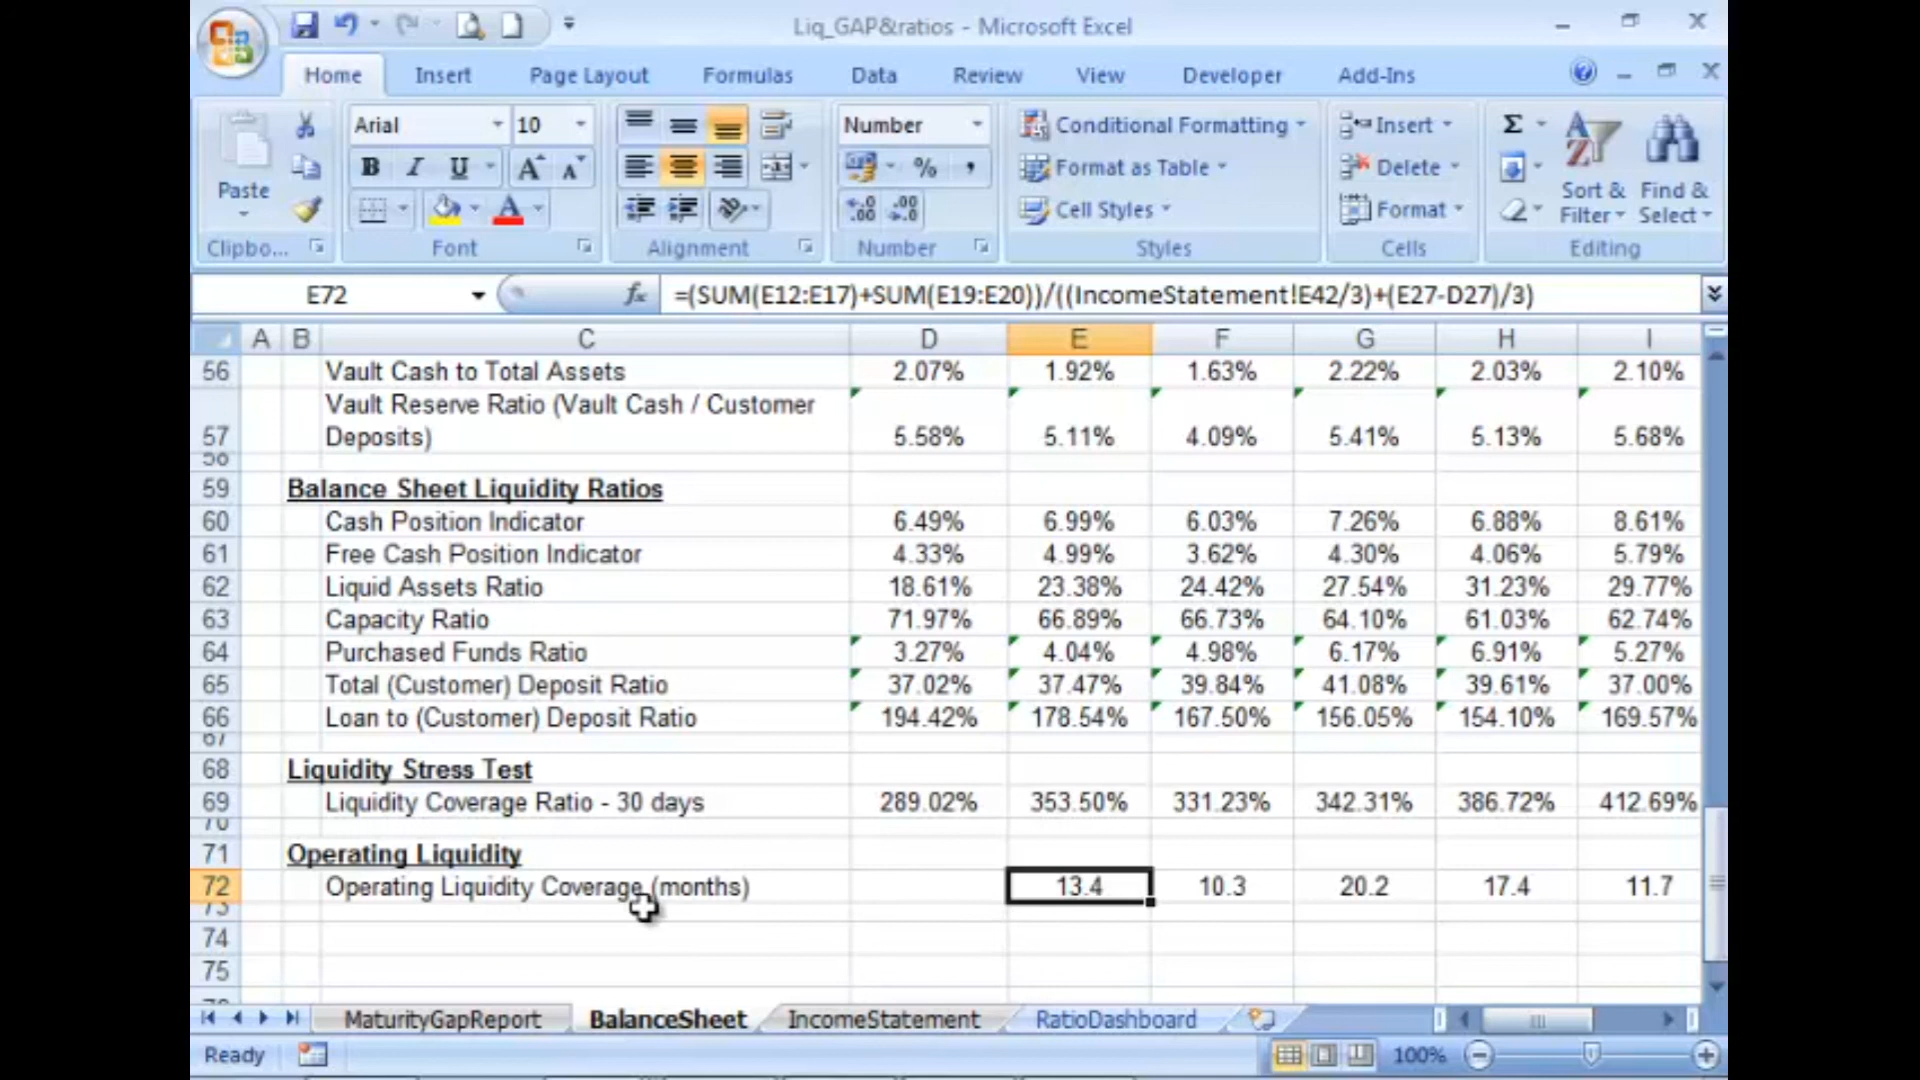 Liq_GAP&ratios - Microsoft Excel
Home Insert Page Layout Formulas Data Review View Developer Add-Ins
Arial 10 Number Conditional Formatting Insert Σ
Paste B I U A A % , Format as Table Delete Sort & Filter Find & Select
A Cell Styles Format
Clipbo... Font Alignment Number Styles Cells Editing
E72 fx =(SUM(E12:E17)+SUM(E19:E20))/((IncomeStatement!E42/3)+(E27-D27)/3)
A B C D E F G H I
56 Vault Cash to Total Assets 2.07% 1.92% 1.63% 2.22% 2.03% 2.10%
Vault Reserve Ratio (Vault Cash / Customer
57 Deposits) 5.58% 5.11% 4.09% 5.41% 5.13% 5.68%
58
59 Balance Sheet Liquidity Ratios
60 Cash Position Indicator 6.49% 6.99% 6.03% 7.26% 6.88% 8.61%
61 Free Cash Position Indicator 4.33% 4.99% 3.62% 4.30% 4.06% 5.79%
62 Liquid Assets Ratio 18.61% 23.38% 24.42% 27.54% 31.23% 29.77%
63 Capacity Ratio 71.97% 66.89% 66.73% 64.10% 61.03% 62.74%
64 Purchased Funds Ratio 3.27% 4.04% 4.98% 6.17% 6.91% 5.27%
65 Total (Customer) Deposit Ratio 37.02% 37.47% 39.84% 41.08% 39.61% 37.00%
66 Loan to (Customer) Deposit Ratio 194.42% 178.54% 167.50% 156.05% 154.10% 169.57%
67
68 Liquidity Stress Test
69 Liquidity Coverage Ratio - 30 days 289.02% 353.50% 331.23% 342.31% 386.72% 412.69%
70
71 Operating Liquidity
72 Operating Liquidity Coverage (months) 13.4 10.3 20.2 17.4 11.7
73
74
75
MaturityGapReport BalanceSheet IncomeStatement RatioDashboard
Ready 100%